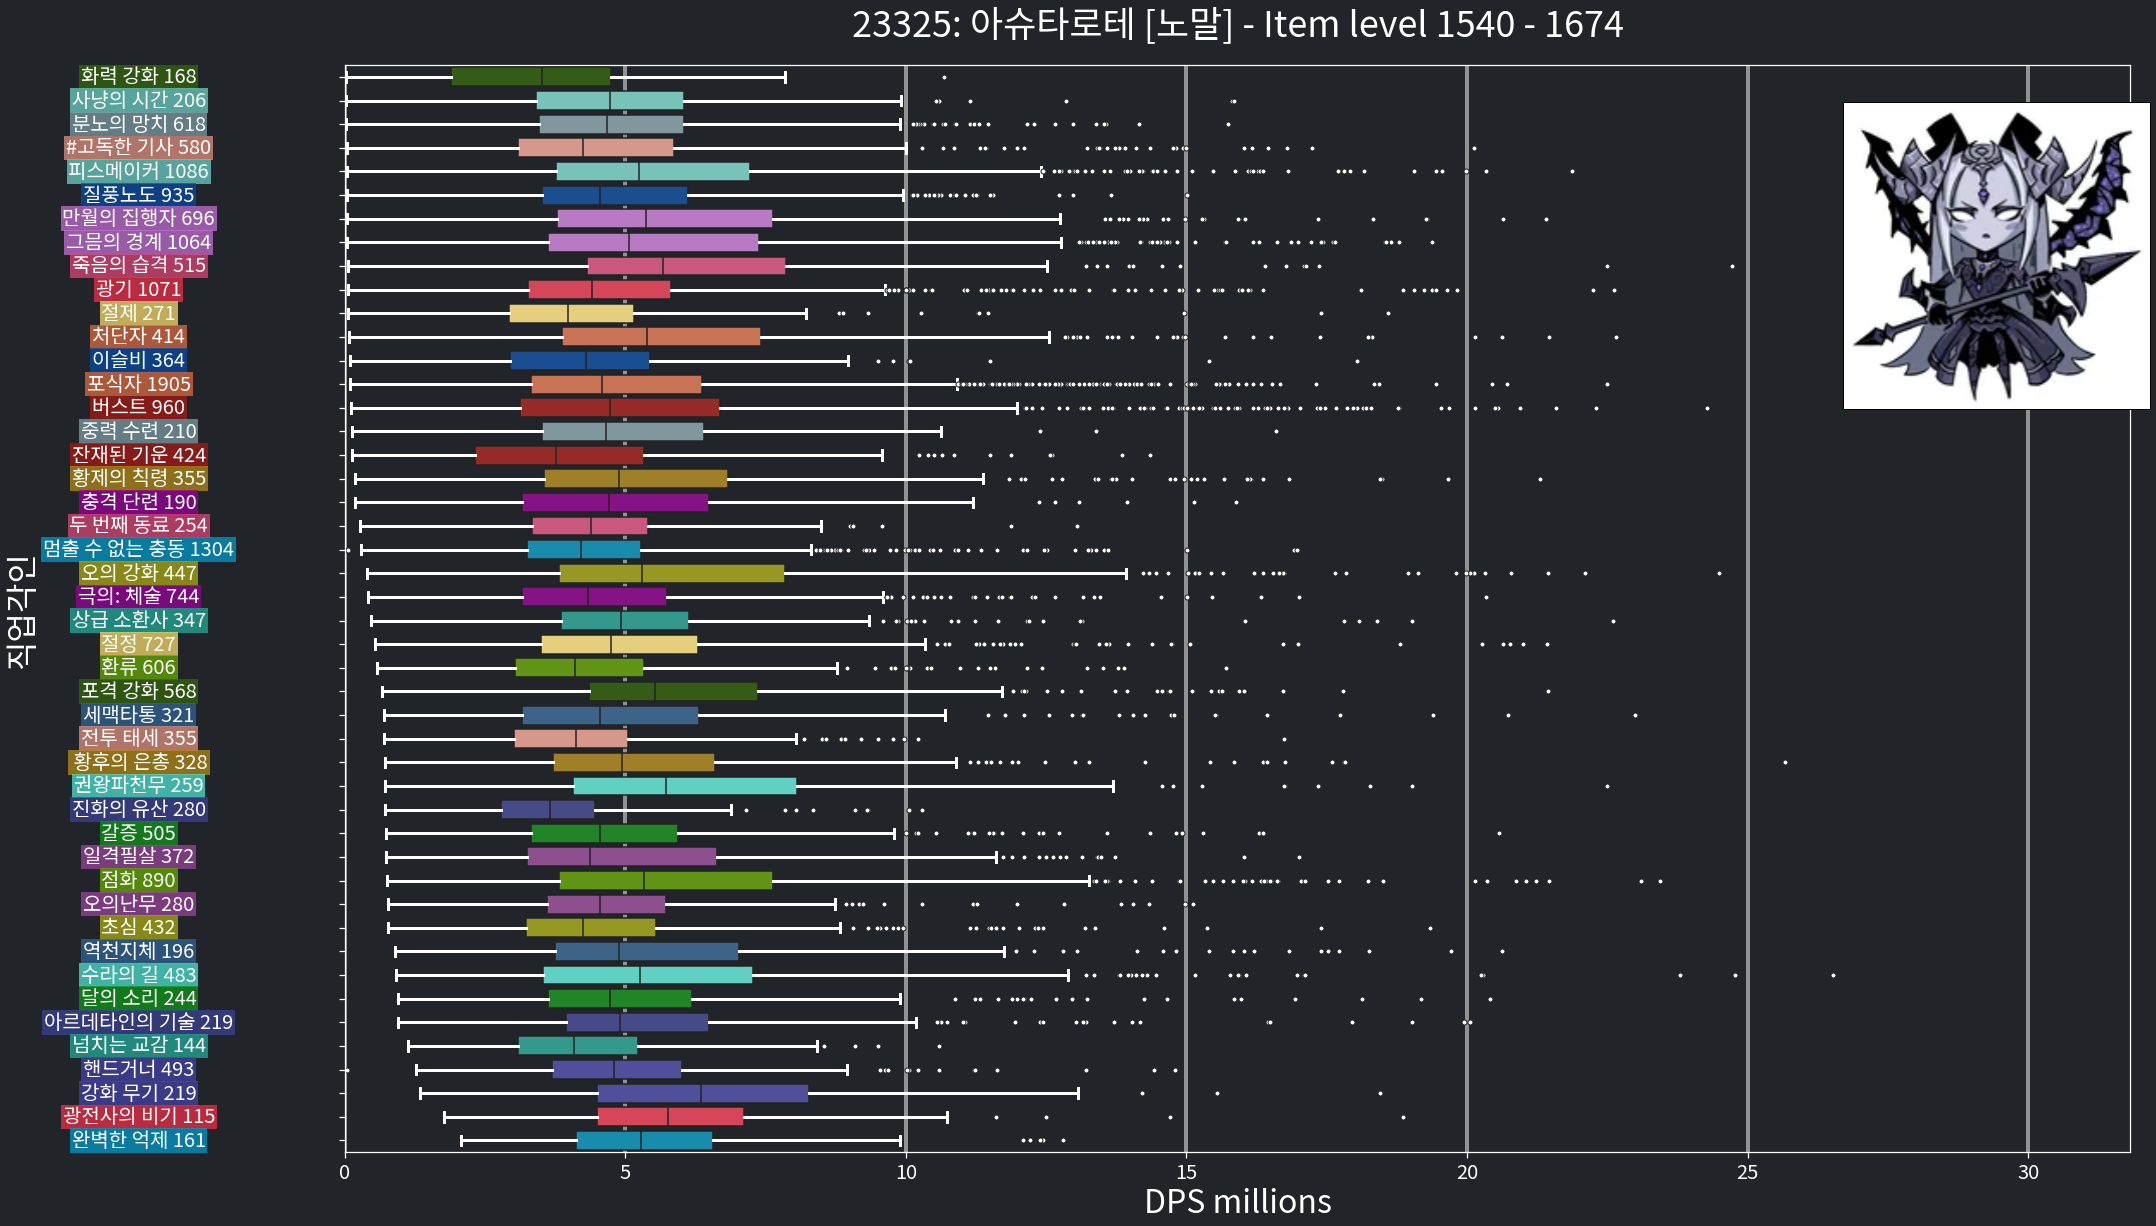 23325: 아슈타로테 [노말] - Item level 1540 - 1674
화력 강화 168
사냥의 시간 206
분노의 망치 618
#고독한 기사 580
피스메이커 1086
질풍노도 935
만월의 집행자 696
그믐의 경계 1064
죽음의 습격 515
광기 1071
절제 271
처단자 414
이슬비 364
포식자 1905
버스트 960
중력 수련 210
잔재된 기운 424
황제의 칙령 355
충격 단련 190
두 번째 동료 254
멈출 수 없는 충동 1304
오의 강화 447
극의: 체술 744
상급 소환사 347
절정 727
환류 606
포격 강화 568
세맥타통 321
전투 태세 355
황후의 은총 328
권왕파천무 259
진화의 유산 280
갈증 505
일격필살 372
점화 890
오의난무 280
초심 432
역천지체 196
수라의 길 483
달의 소리 244
아르데타인의 기술 219
넘치는 교감 144
핸드거너 493
강화 무기 219
광전사의 비기 115
완벽한 억제 161
직업각인
0 5 10 15 20 25 30
DPS millions